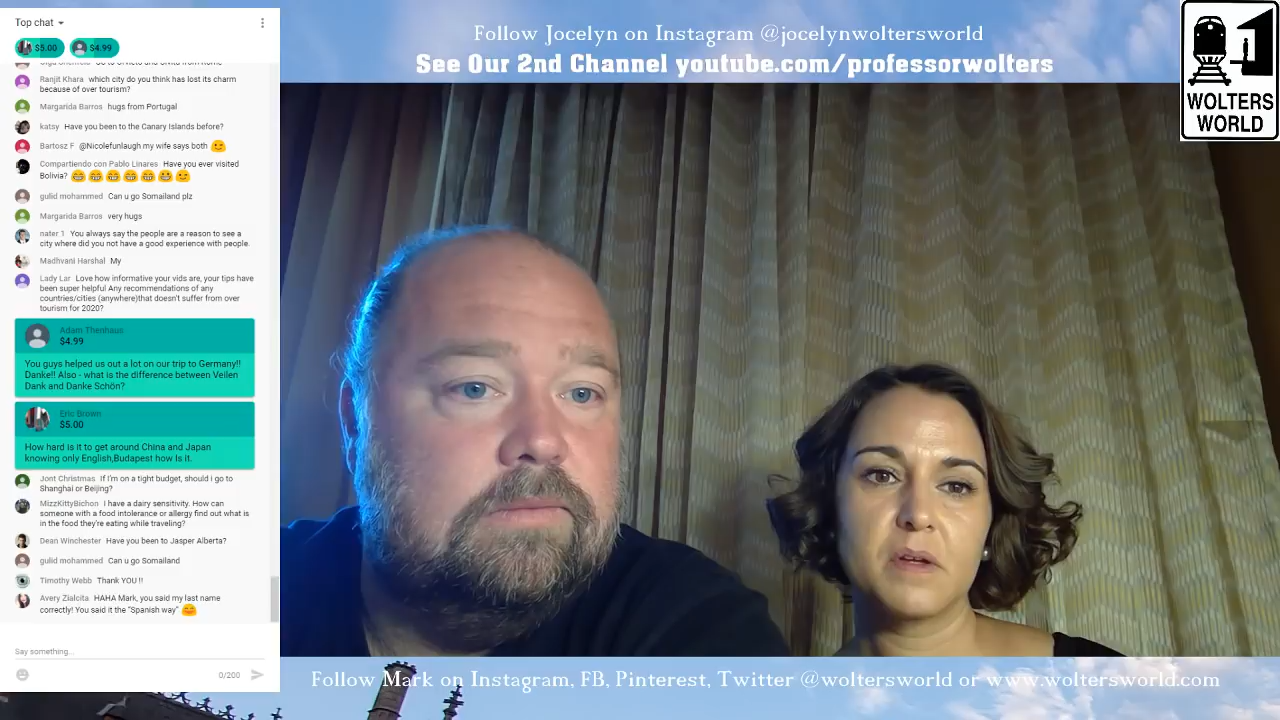 Top chat
$5.00 $4.99
Follow Jocelyn on Instagram @jocelynwoltersworld
See Our 2nd Channel youtube.com/professorwolters
WOLTERS
WORLD
Ranjit Khara which city do you think has lost its charm
because of over tourism?
Margarida Barros hugs from Portugal
katsy Have you been to the Canary Islands before?
Bartosz F @Nicolefunlaugh my wife says both 😉
Compartiendo con Pablo Linares Have you ever visited
Bolivia? 😁😁😁😁😁😀😉
gulid mohammed Can u go Somailand plz
Margarida Barros very hugs
nater 1 You always say the people are a reason to see a
city where did you not have a good experience with people.
Madhvani Harshal My
Lady Lar Love how informative your vids are, your tips have
been super helpful Any recommendations of any
countries/cities (anywhere)that doesn't suffer from over
tourism for 2020?
Adam Thenhaus
$4.99
You guys helped us out a lot on our trip to Germany!!
Danke!! Also - what is the difference between Veilen
Dank and Danke Schön?
Eric Brown
$5.00
How hard is it to get around China and Japan
knowing only English,Budapest how Is it.
Jont Christmas If I'm on a tight budget, should i go to
Shanghai or Beijing?
MizzKittyBichon I have a dairy sensitivity. How can
someone with a food intolerance or allergy find out what is
in the food they're eating while traveling?
Dean Winchester Have you been to Jasper Alberta?
gulid mohammed Can u go Somailand
Timothy Webb Thank YOU !!
Avery Zialcita HAHA Mark, you said my last name
correctly! You said it the "Spanish way" 😊
Say something...
0/200
Follow Mark on Instagram, FB, Pinterest, Twitter @woltersworld or www.woltersworld.com